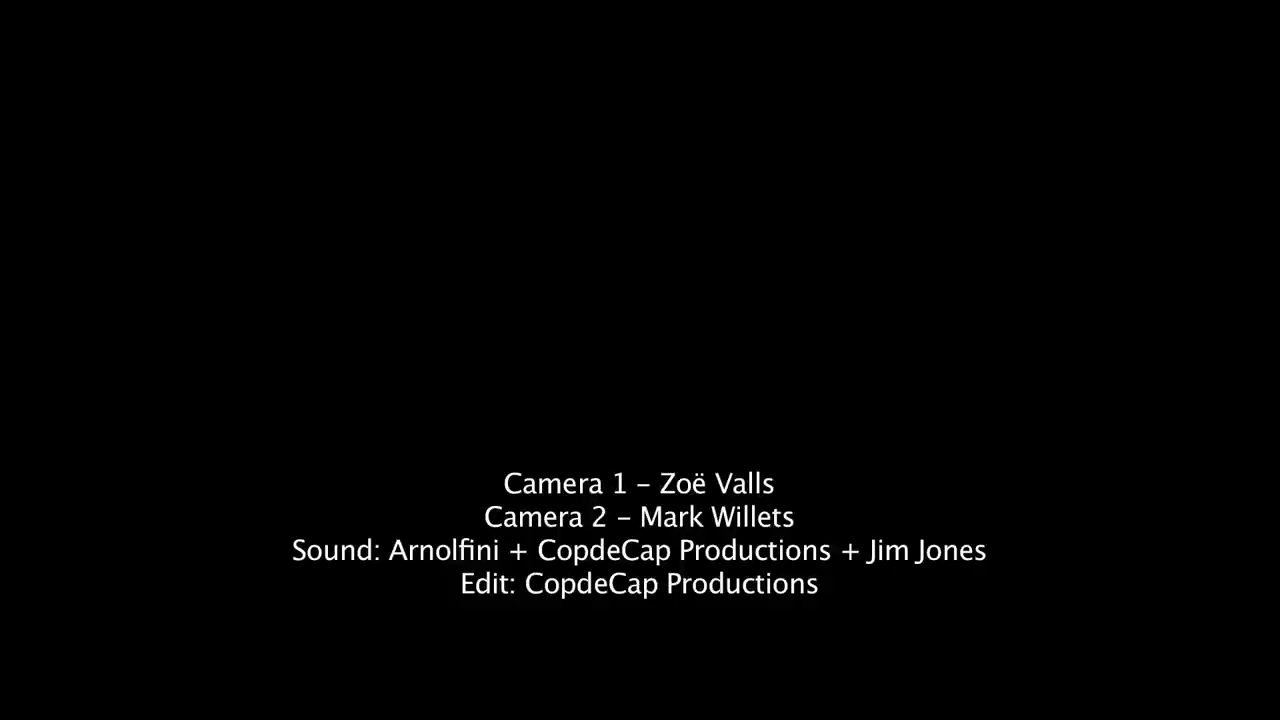 Camera 1 – Zoë Valls
Camera 2 – Mark Willets
Sound: Arnolfini + CopdeCap Productions + Jim Jones
Edit: CopdeCap Productions